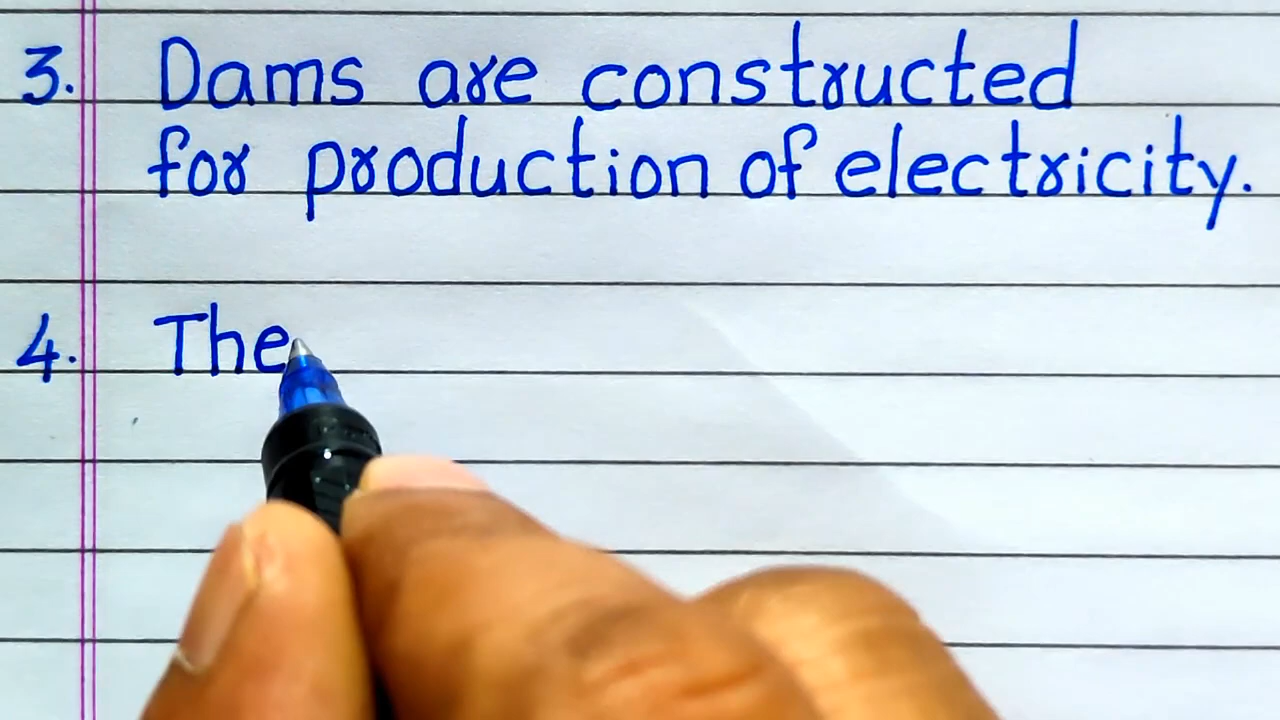 3. Dams are constructed
for production of electricity.
4. The